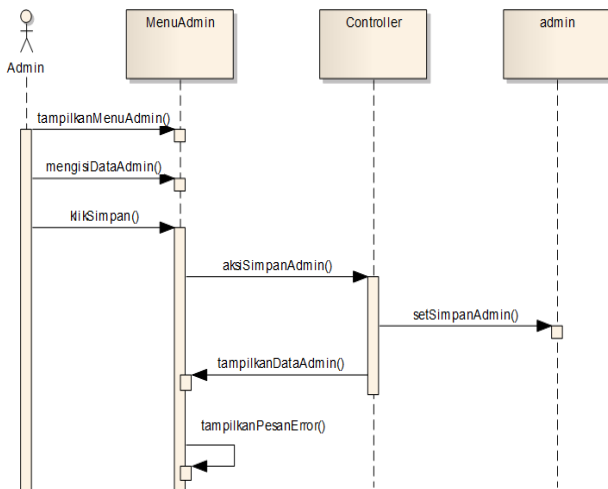 MenuAdmin
Controller
admin
Admin
tampilkanMenuAdmin()
mengisiDataAdmin()
klikSimpan()
aksiSimpanAdmin()
setSimpanAdmin()
tampilkanDataAdmin()
tampilkanPesanError()